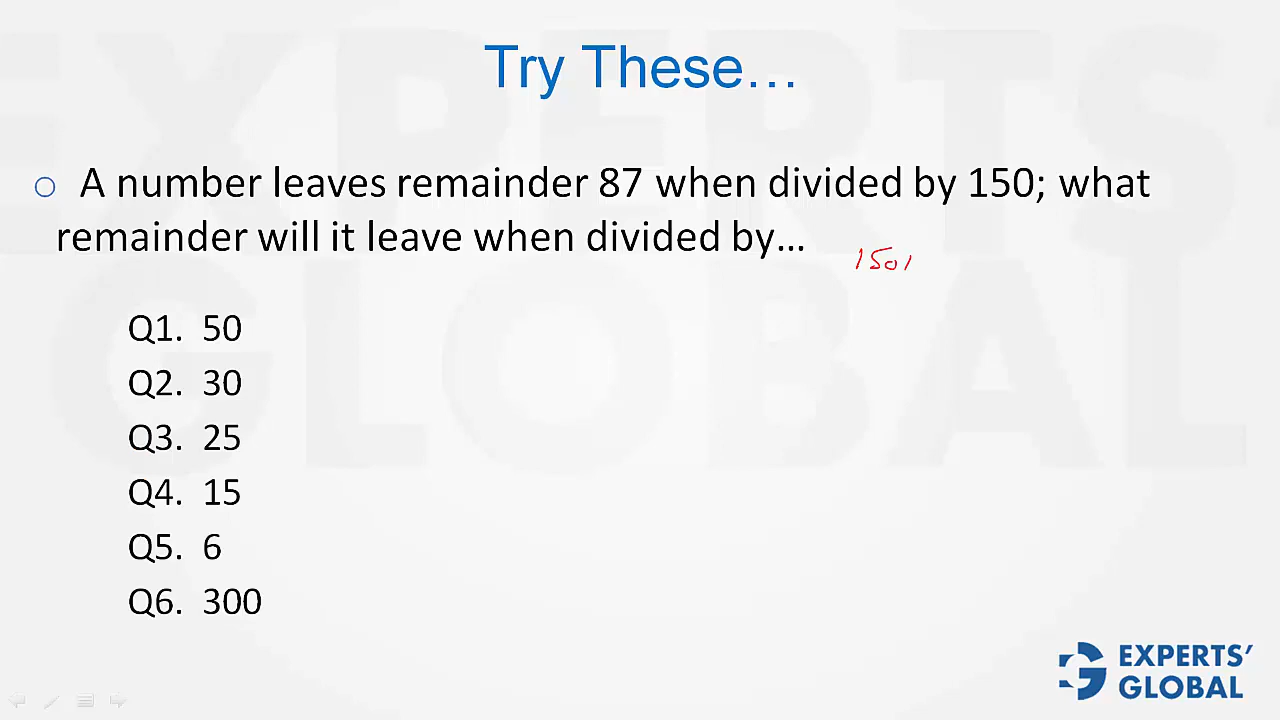 Try These…
A number leaves remainder 87 when divided by 150; what
remainder will it leave when divided by…
Q1. 50
Q2. 30
Q3. 25
Q4. 15
Q5. 6
Q6. 300
EXPERTS’
GLOBAL